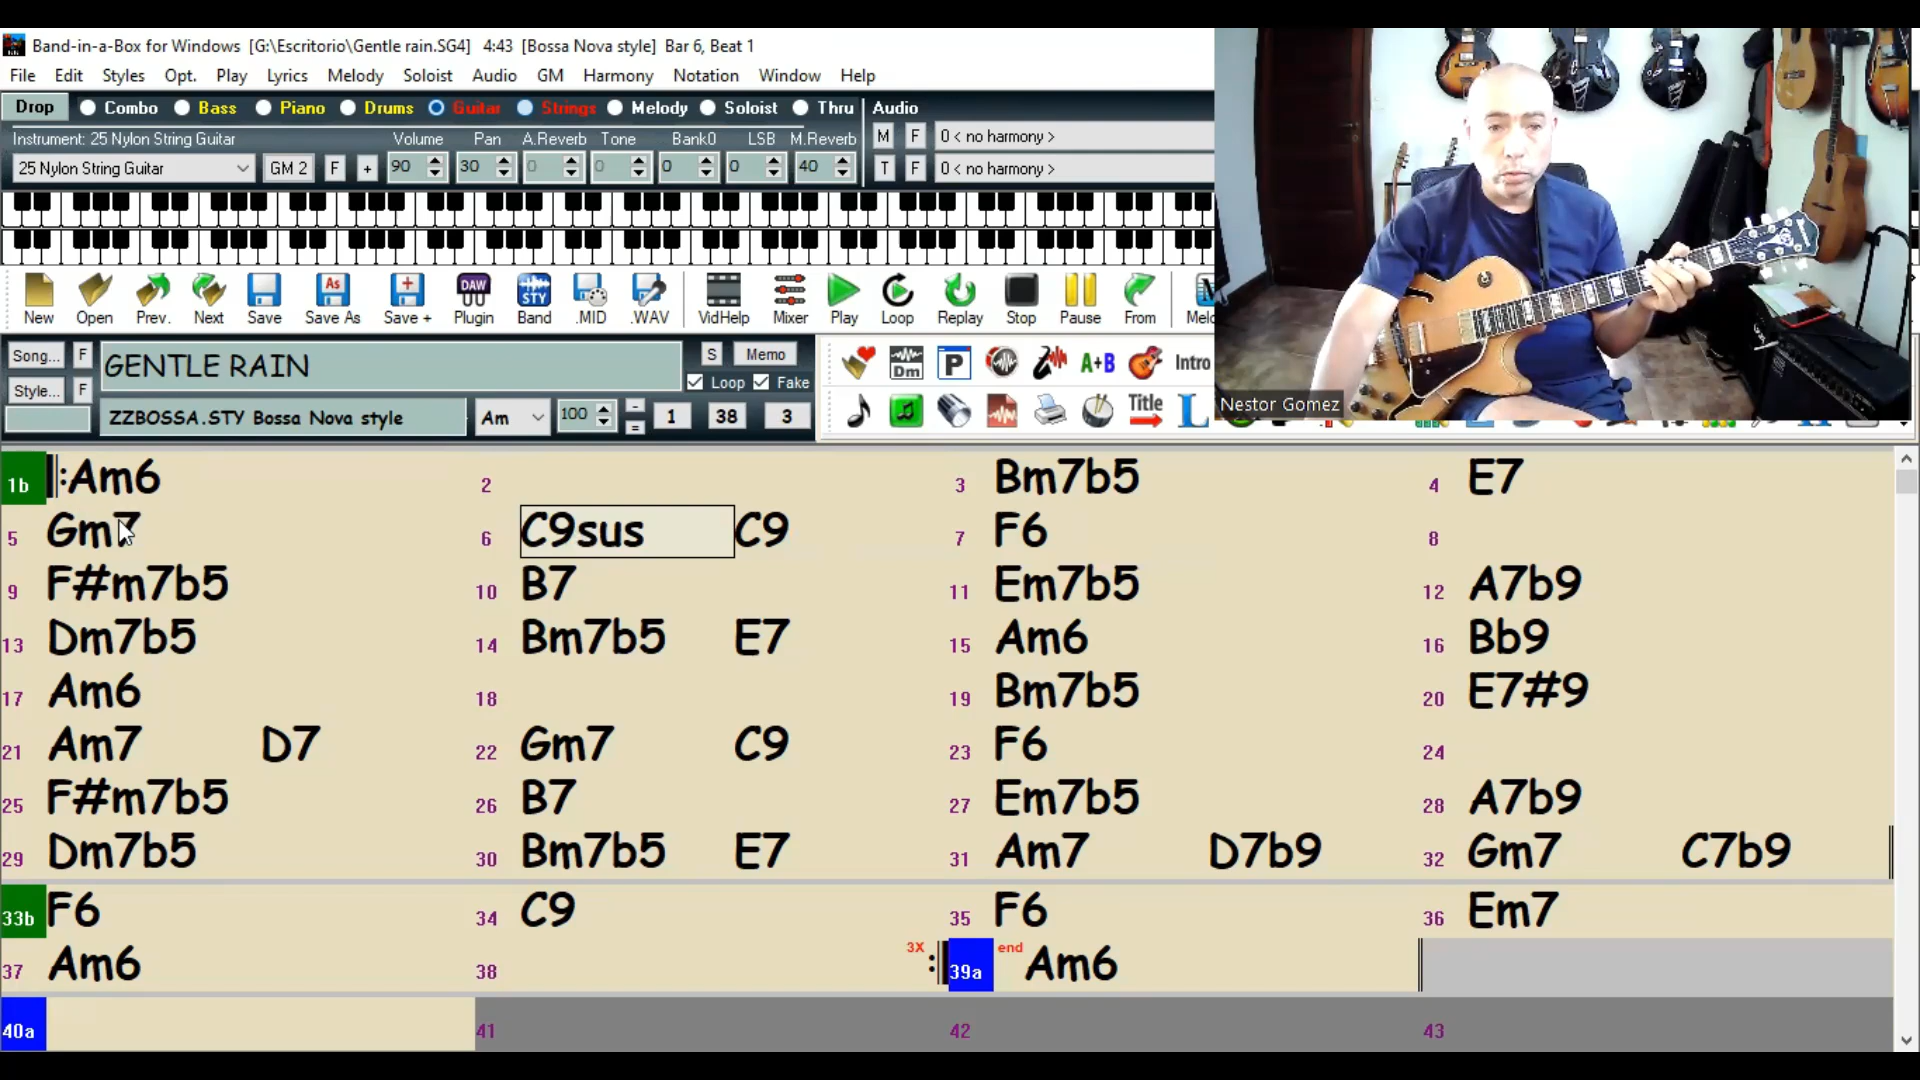 Band-in-a-Box for Windows [G:\Escritorio\Gentle rain.SG4] 4:43 [Bossa Nova style] Bar 6, Beat 1
File Edit Styles Opt. Play Lyrics Melody Soloist Audio GM Harmony Notation Window Help
Drop Combo Bass Piano Drums Guitar Strings Melody Soloist Thru Audio
Instrument: 25 Nylon String Guitar Volume Pan A.Reverb Tone Bank0 LSB M.Reverb M F 0 < no harmony >
25 Nylon String Guitar GM 2 F + 90 30 0 0 0 0 40 T F 0 < no harmony >
New Open Prev. Next Save Save As Save + Plugin Band .MID .WAV VidHelp Mixer Play Loop Replay Stop Pause From
Song... F GENTLE RAIN S Memo
Loop Fake
Style... F ZZBOSSA.STY Bossa Nova style Am 100 - = 1 38 3
As DAW STY
Dm P A+B Intro
Title L
Nestor Gomez
1b :Am6 2 3 Bm7b5 4 E7
5 Gm7 6 C9sus C9 7 F6 8
9 F#m7b5 10 B7 11 Em7b5 12 A7b9
13 Dm7b5 14 Bm7b5 E7 15 Am6 16 Bb9
17 Am6 18 19 Bm7b5 20 E7#9
21 Am7 D7 22 Gm7 C9 23 F6 24
25 F#m7b5 26 B7 27 Em7b5 28 A7b9
29 Dm7b5 30 Bm7b5 E7 31 Am7 D7b9 32 Gm7 C7b9
33b F6 34 C9 35 F6 36 Em7
37 Am6 38 3X : 39a end Am6
40a 41 42 43